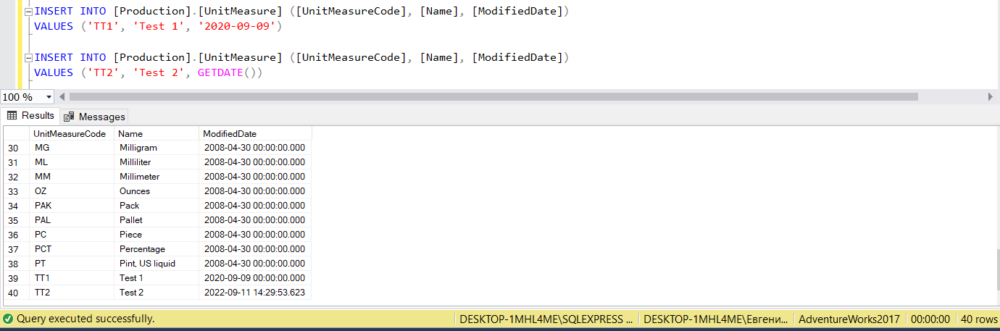 INSERT INTO [Production].[UnitMeasure] ([UnitMeasureCode], [Name], [ModifiedDate])
VALUES ('TT1', 'Test 1', '2020-09-09')
INSERT INTO [Production].[UnitMeasure] ([UnitMeasureCode], [Name], [ModifiedDate])
VALUES ('TT2', 'Test 2', GETDATE())
100 %
Results Messages
UnitMeasureCode Name ModifiedDate
30 MG Milligram 2008-04-30 00:00:00.000
31 ML Milliliter 2008-04-30 00:00:00.000
32 MM Millimeter 2008-04-30 00:00:00.000
33 OZ Ounces 2008-04-30 00:00:00.000
34 PAK Pack 2008-04-30 00:00:00.000
35 PAL Pallet 2008-04-30 00:00:00.000
36 PC Piece 2008-04-30 00:00:00.000
37 PCT Percentage 2008-04-30 00:00:00.000
38 PT Pint, US liquid 2008-04-30 00:00:00.000
39 TT1 Test 1 2020-09-09 00:00:00.000
40 TT2 Test 2 2022-09-11 14:29:53.623
Query executed successfully. DESKTOP-1MHL4ME\SQLEXPRESS ... DESKTOP-1MHL4ME\Евгени... AdventureWorks2017 00:00:00 40 rows